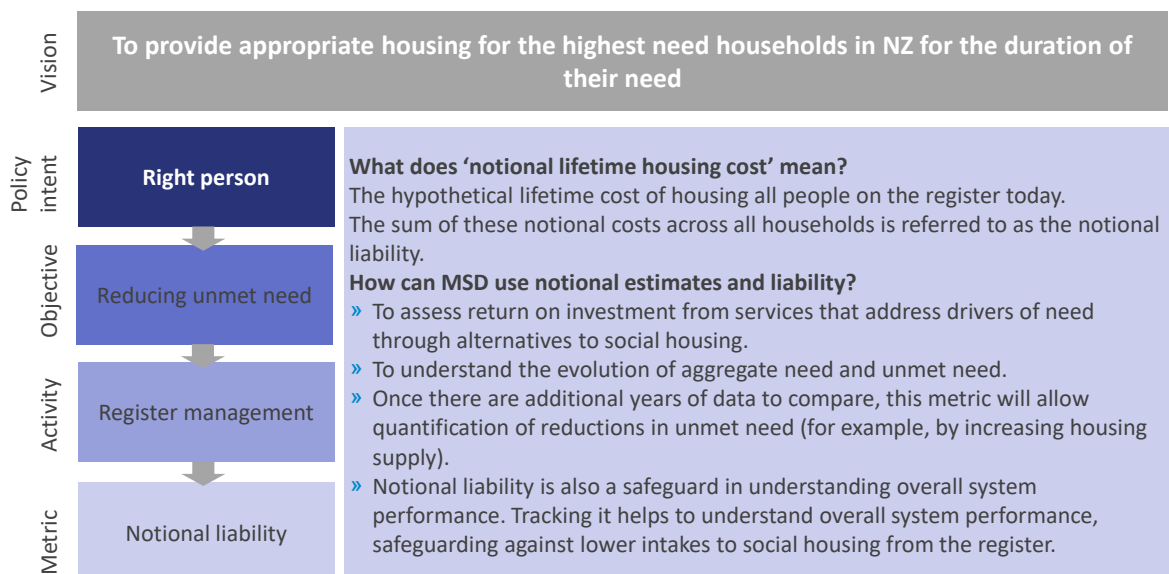 Vision
To provide appropriate housing for the highest need households in NZ for the duration of
their need
Policy
intent
Right person
Objective
Reducing unmet need
Activity
Register management
Metric
Notional liability
What does ‘notional lifetime housing cost’ mean?
The hypothetical lifetime cost of housing all people on the register today.
The sum of these notional costs across all households is referred to as the notional
liability.
How can MSD use notional estimates and liability?
» To assess return on investment from services that address drivers of need
through alternatives to social housing.
» To understand the evolution of aggregate need and unmet need.
» Once there are additional years of data to compare, this metric will allow
quantification of reductions in unmet need (for example, by increasing housing
supply).
» Notional liability is also a safeguard in understanding overall system
performance. Tracking it helps to understand overall system performance,
safeguarding against lower intakes to social housing from the register.